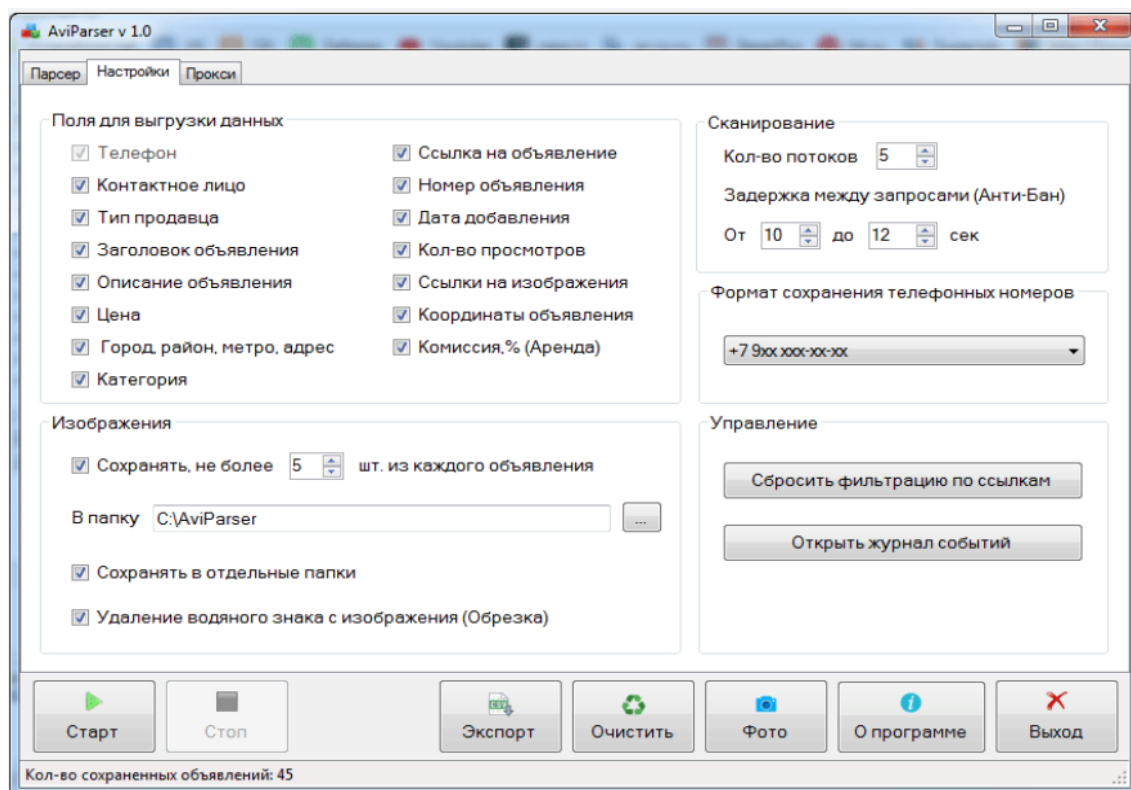 AviParser v 1.0
Парсер Настройки Прокси
Поля для выгрузки данных
Телефон
Контактное лицо
Тип продавца
Заголовок объявления
Описание объявления
Цена
Город, район, метро, адрес
Категория
Ссылка на объявление
Номер объявления
Дата добавления
Кол-во просмотров
Ссылки на изображения
Координаты объявления
Комиссия,% (Аренда)
Сканирование
Кол-во потоков 5
Задержка между запросами (Анти-Бан)
От 10 до 12 сек
Формат сохранения телефонных номеров
+7 9xx xxx-xx-xx
Изображения
Сохранять, не более 5 шт. из каждого объявления
В папку C:\AviParser ...
Сохранять в отдельные папки
Удаление водяного знака с изображения (Обрезка)
Управление
Сбросить фильтрацию по ссылкам
Открыть журнал событий
Старт Стоп Экспорт Очистить Фото О программе Выход
Кол-во сохраненных объявлений: 45